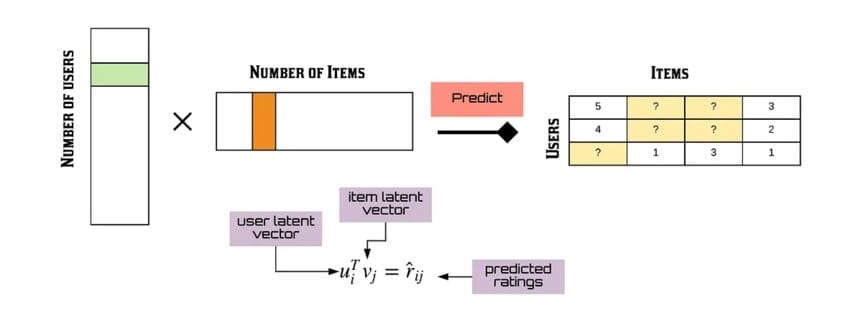 NUMBER OF USERS
×
NUMBER OF ITEMS
Predict
ITEMS
USERS
5 ? ? 3
4 ? ? 2
? 1 3 1
item latent
vector
user latent
vector
u_i^T v_j = r̂_ij
predicted
ratings